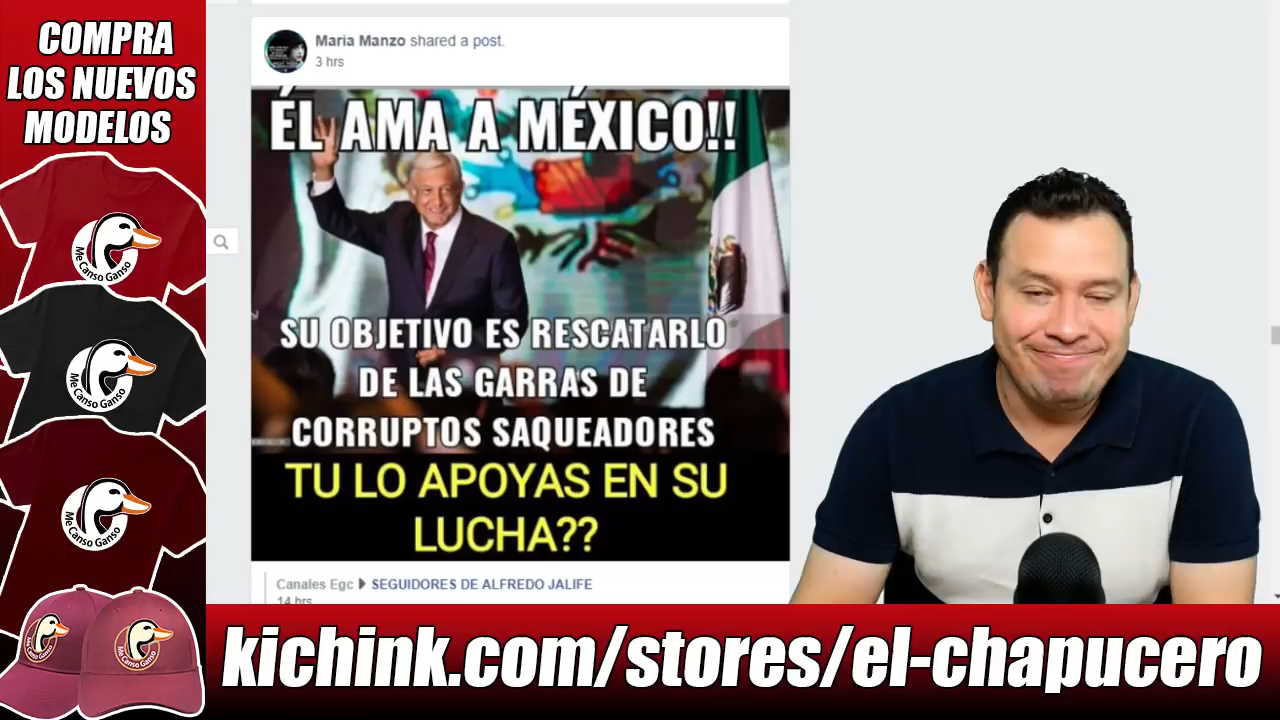 COMPRA
LOS NUEVOS
MODELOS
Me Canso Ganso
Me Canso Ganso
Me Canso Ganso
Me Canso Ganso
Me Canso Ganso
Maria Manzo shared a post.
3 hrs
ÉL AMA A MÉXICO!!
SU OBJETIVO ES RESCATARLO
DE LAS GARRAS DE
CORRUPTOS SAQUEADORES
TU LO APOYAS EN SU
LUCHA??
Canales Egc SEGUIDORES DE ALFREDO JALIFE
14 hrs
kichink.com/stores/el-chapucero